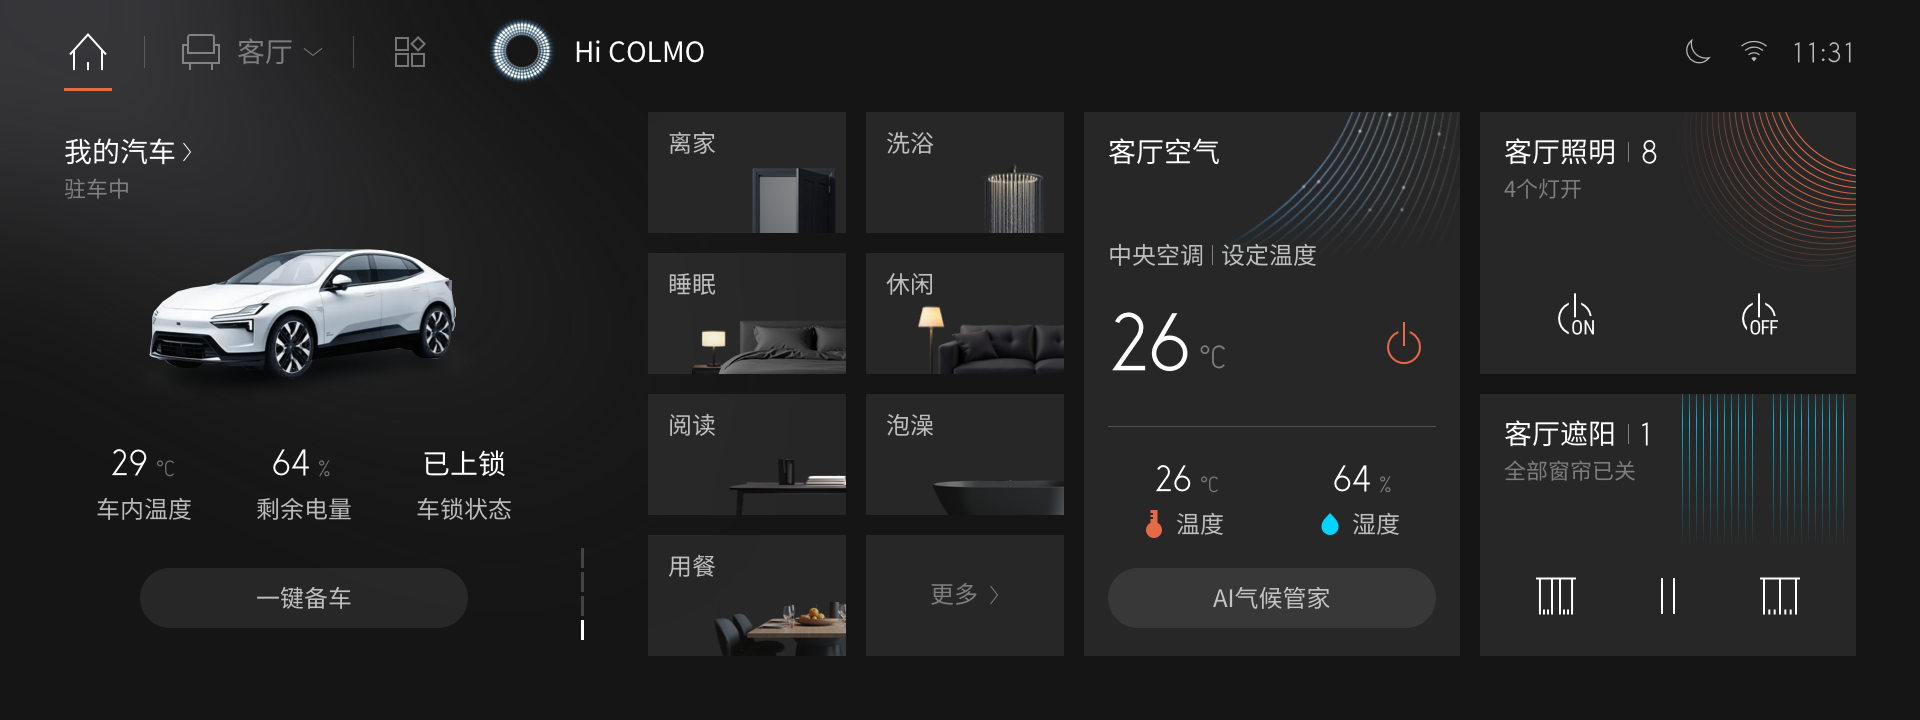 客厅
Hi COLMO
11:31
我的汽车
驻车中
29 °C
车内温度
64 %
剩余电量
已上锁
车锁状态
一键备车
离家
洗浴
睡眠
休闲
阅读
泡澡
用餐
更多
客厅空气
中央空调 | 设定温度
26 °C
26 °C
温度
64 %
湿度
AI气候管家
客厅照明 | 8
4个灯开
ON
OFF
客厅遮阳 | 1
全部窗帘已关